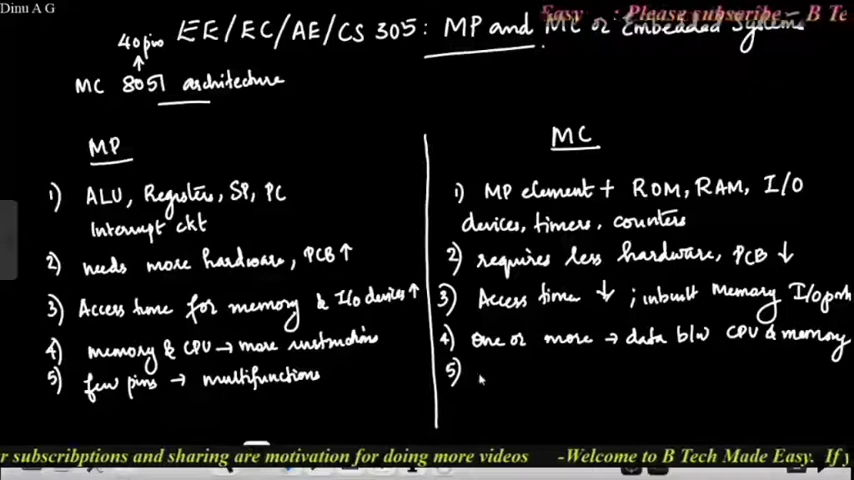 Dinu A G
EE/EC/AE/CS 305: MP and MC or Embedded Systems
Easy : Please subscribe - B Te
40 pin
MC 8051 architecture
MP
1) ALU, Registers, SP, PC
Interrupt ckt
2) needs more hardware, PCB ↑
3) Access time for memory & I/o devices ↑
4) memory & CPU → more instructions
5) few pins → multifunctions
MC
1) MP element + ROM, RAM, I/O
devices, timers, counters
2) requires less hardware, PCB ↓
3) Access time ↓ ; inbuilt Memory I/o ports
4) one or more → data b/w CPU & memory
5)
r subscribptions and sharing are motivation for doing more videos -Welcome to B Tech Made Easy. If y